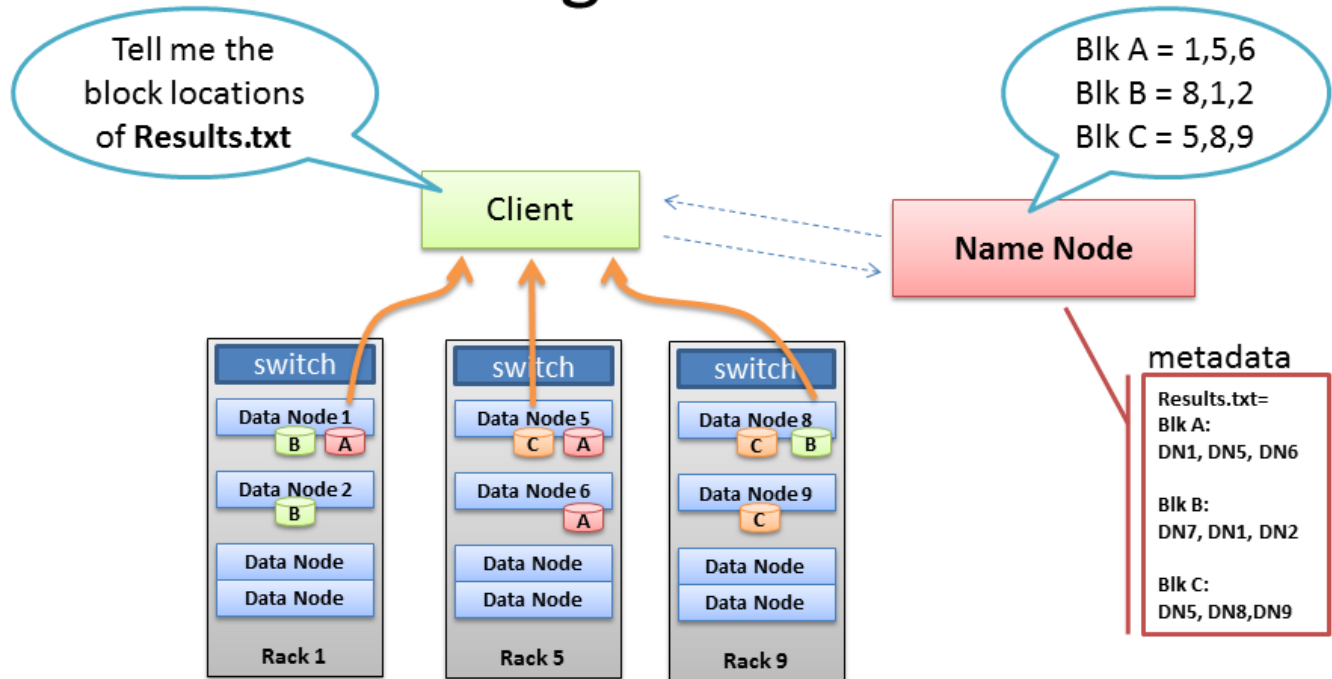 Tell me the
block locations
of Results.txt
Blk A = 1,5,6
Blk B = 8,1,2
Blk C = 5,8,9
Client
Name Node
metadata
Results.txt=
Blk A:
DN1, DN5, DN6
Blk B:
DN7, DN1, DN2
Blk C:
DN5, DN8,DN9
switch
Data Node 1
B A
Data Node 2
B
Data Node
Data Node
Rack 1
switch
Data Node 5
C A
Data Node 6
A
Data Node
Data Node
Rack 5
switch
Data Node 8
C B
Data Node 9
C
Data Node
Data Node
Rack 9